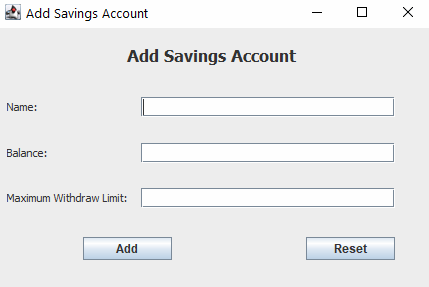 Add Savings Account
Add Savings Account
Name:
Balance:
Maximum Withdraw Limit:
Add Reset